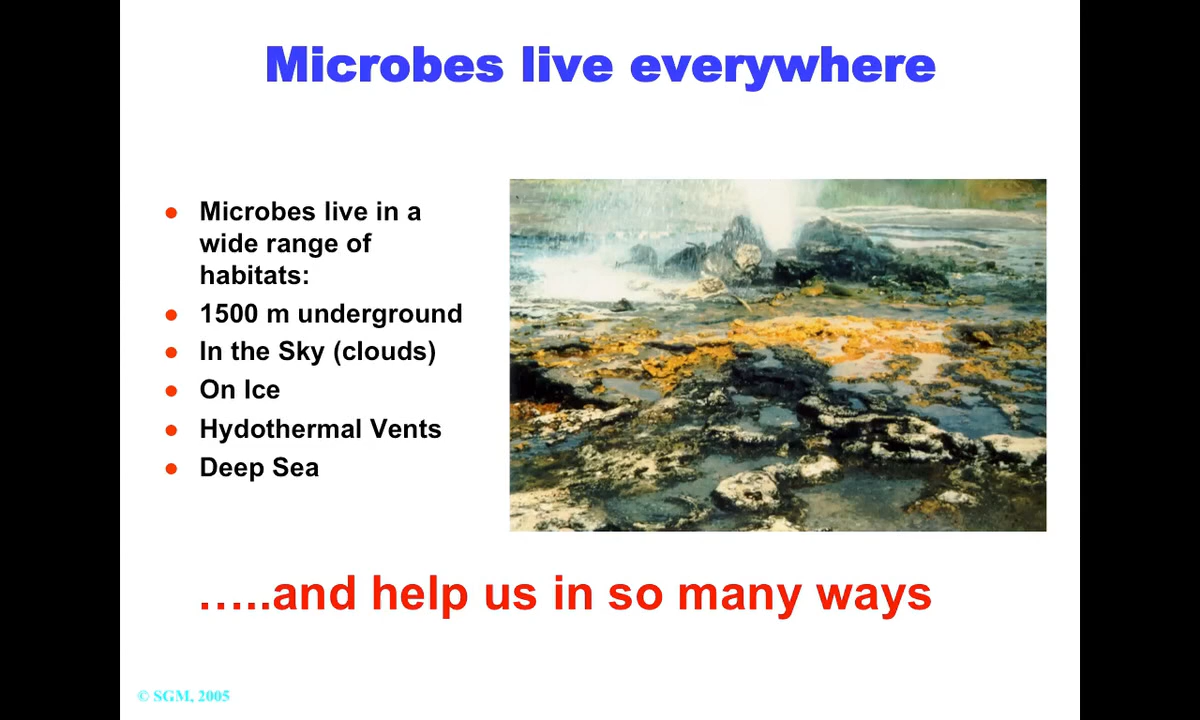 Microbes live everywhere
● Microbes live in a
wide range of
habitats:
● 1500 m underground
● In the Sky (clouds)
● On Ice
● Hydothermal Vents
● Deep Sea
…..and help us in so many ways
© SGM, 2005